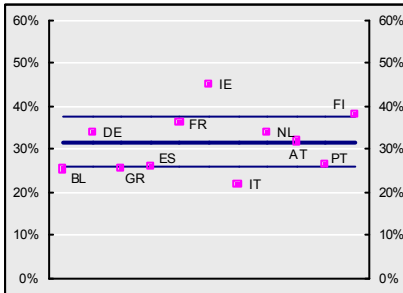 60% 60%
50% 50%
IE
40% 40%
FI
DE FR NL
30% 30%
ES AT PT
BL GR
20% IT 20%
10% 10%
0% 0%